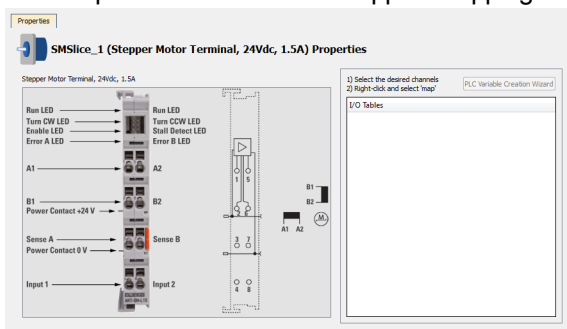 Properties
SMSlice_1 (Stepper Motor Terminal, 24Vdc, 1.5A) Properties
Stepper Motor Terminal, 24Vdc, 1.5A
Run LED
Turn CW LED
Enable LED
Error A LED
Run LED
Turn CCW LED
Stall Detect LED
Error B LED
A1
A2
B1
Power Contact +24 V
B2
Sense A
Power Contact 0 V
Sense B
Input 1
Input 2
1 5
2 6
3 7
4 8
B1
B2
M
A1 A2
1) Select the desired channels
2) Right-click and select 'map'
PLC Variable Creation Wizard
I/O Tables